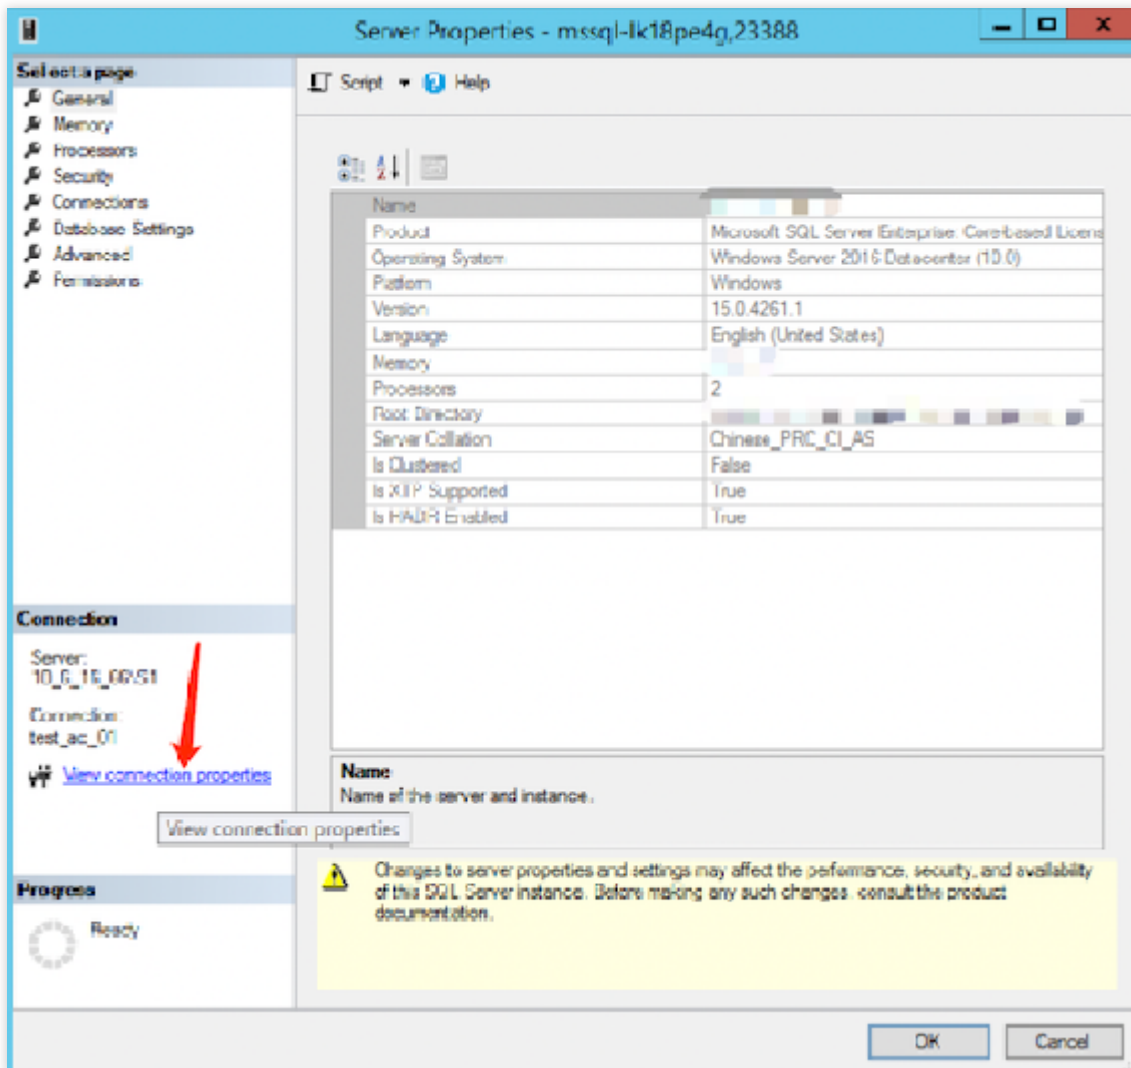 Server Properties - mssql-lk18pe4g,23388
Select a page
General
Memory
Processors
Security
Connections
Database Settings
Advanced
Permissions
Script Help
Name
Product Microsoft SQL Server Enterprise: Core-based Licens
Operating System Windows Server 2016 Datacenter (10.0)
Platform Windows
Version 15.0.4261.1
Language English (United States)
Memory
Processors 2
Root Directory
Server Collation Chinese_PRC_CI_AS
Is Clustered False
Is XTP Supported True
Is HADR Enabled True
Connection
Server:
Connection:
test_ac_01
View connection properties
View connection properties
Name
Name of the server and instance.
Changes to server properties and settings may affect the performance, security, and availability
of this SQL Server instance. Before making any such changes, consult the product
documentation.
Progress
Ready
OK Cancel